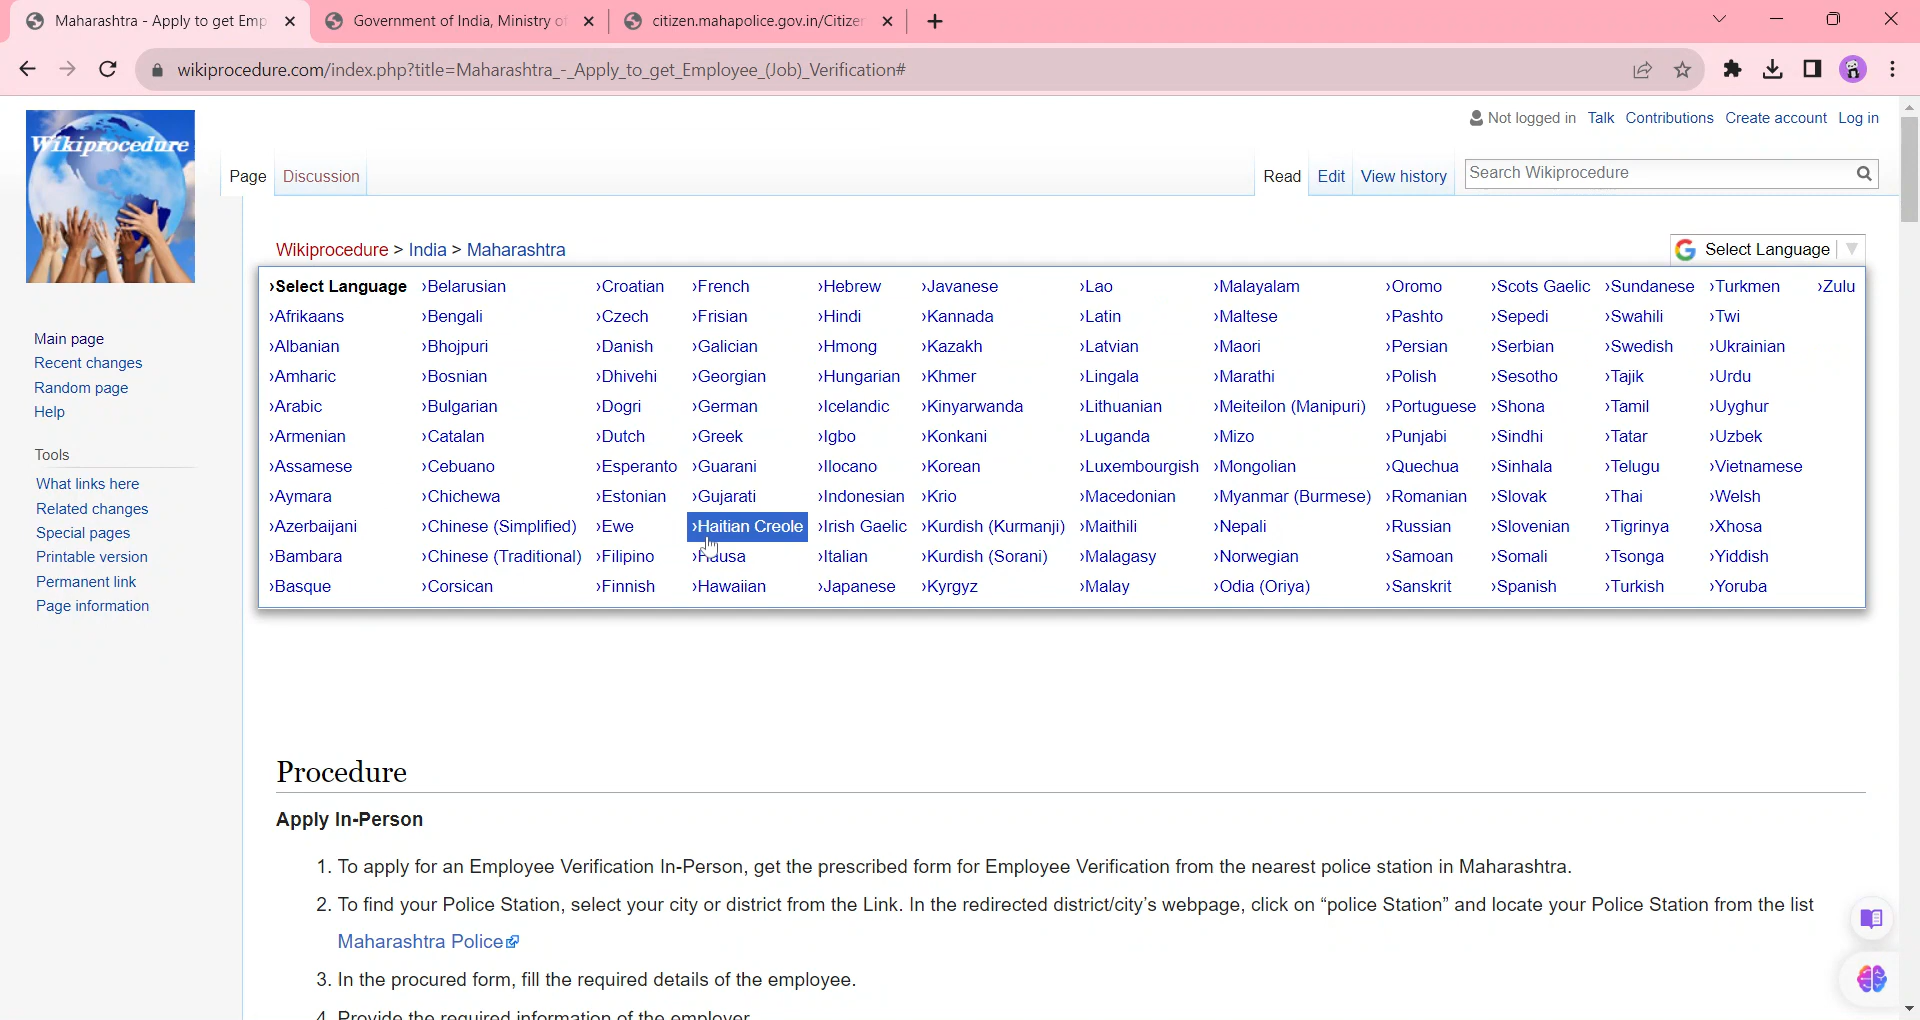 Maharashtra - Apply to get Emp
Government of India, Ministry of
citizen.mahapolice.gov.in/Citizen
wikiprocedure.com/index.php?title=Maharashtra_-_Apply_to_get_Employee_(Job)_Verification#
Wikiprocedure
Not logged in Talk Contributions Create account Log in
Page Discussion Read Edit View history Search Wikiprocedure
Wikiprocedure > India > Maharashtra
Select Language
Main page
Recent changes
Random page
Help
Tools
What links here
Related changes
Special pages
Printable version
Permanent link
Page information
›Select Language ›Belarusian ›Croatian ›French ›Hebrew ›Javanese ›Lao ›Malayalam ›Oromo ›Scots Gaelic ›Sundanese ›Turkmen ›Zulu
›Afrikaans ›Bengali ›Czech ›Frisian ›Hindi ›Kannada ›Latin ›Maltese ›Pashto ›Sepedi ›Swahili ›Twi
›Albanian ›Bhojpuri ›Danish ›Galician ›Hmong ›Kazakh ›Latvian ›Maori ›Persian ›Serbian ›Swedish ›Ukrainian
›Amharic ›Bosnian ›Dhivehi ›Georgian ›Hungarian ›Khmer ›Lingala ›Marathi ›Polish ›Sesotho ›Tajik ›Urdu
›Arabic ›Bulgarian ›Dogri ›German ›Icelandic ›Kinyarwanda ›Lithuanian ›Meiteilon (Manipuri) ›Portuguese ›Shona ›Tamil ›Uyghur
›Armenian ›Catalan ›Dutch ›Greek ›Igbo ›Konkani ›Luganda ›Mizo ›Punjabi ›Sindhi ›Tatar ›Uzbek
›Assamese ›Cebuano ›Esperanto ›Guarani ›Ilocano ›Korean ›Luxembourgish ›Mongolian ›Quechua ›Sinhala ›Telugu ›Vietnamese
›Aymara ›Chichewa ›Estonian ›Gujarati ›Indonesian ›Krio ›Macedonian ›Myanmar (Burmese) ›Romanian ›Slovak ›Thai ›Welsh
›Azerbaijani ›Chinese (Simplified) ›Ewe ›Haitian Creole ›Irish Gaelic ›Kurdish (Kurmanji) ›Maithili ›Nepali ›Russian ›Slovenian ›Tigrinya ›Xhosa
›Bambara ›Chinese (Traditional) ›Filipino ›Hausa ›Italian ›Kurdish (Sorani) ›Malagasy ›Norwegian ›Samoan ›Somali ›Tsonga ›Yiddish
›Basque ›Corsican ›Finnish ›Hawaiian ›Japanese ›Kyrgyz ›Malay ›Odia (Oriya) ›Sanskrit ›Spanish ›Turkish ›Yoruba
Procedure
Apply In-Person
1. To apply for an Employee Verification In-Person, get the prescribed form for Employee Verification from the nearest police station in Maharashtra.
2. To find your Police Station, select your city or district from the Link. In the redirected district/city's webpage, click on “police Station” and locate your Police Station from the list
Maharashtra Police
3. In the procured form, fill the required details of the employee.
4. Provide the required information of the employer